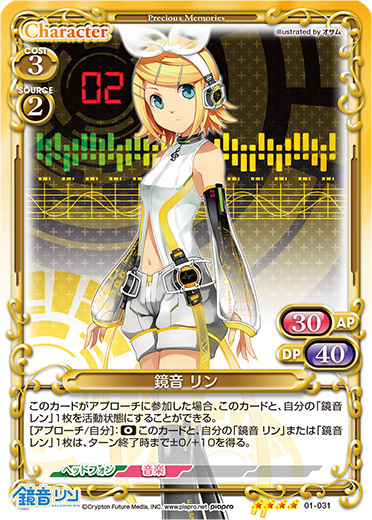 Precious Memories
Character
illustrated by オサム
COST
3
SOURCE
2
02
30 AP
DP 40
鏡音 リン
このカードがアプローチに参加した場合、このカードと、自分の「鏡音
レン」1枚を活動状態にすることができる。
[アプローチ/自分]:0このカードと、自分の「鏡音 リン」または「鏡音
レン」1枚は、ターン終了時まで±0/+10を得る。
ヘッドフォン 音楽
鏡音リン
KAGAMINE RIN
©Crypton Future Media, INC. www.piapro.net piapro
★★★★ 01-031